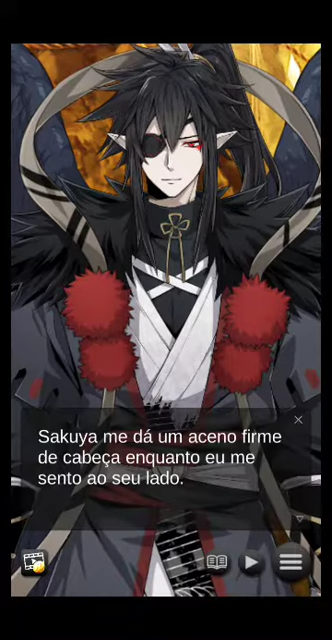 Sakuya me dá um aceno firme
de cabeça enquanto eu me
sento ao seu lado.